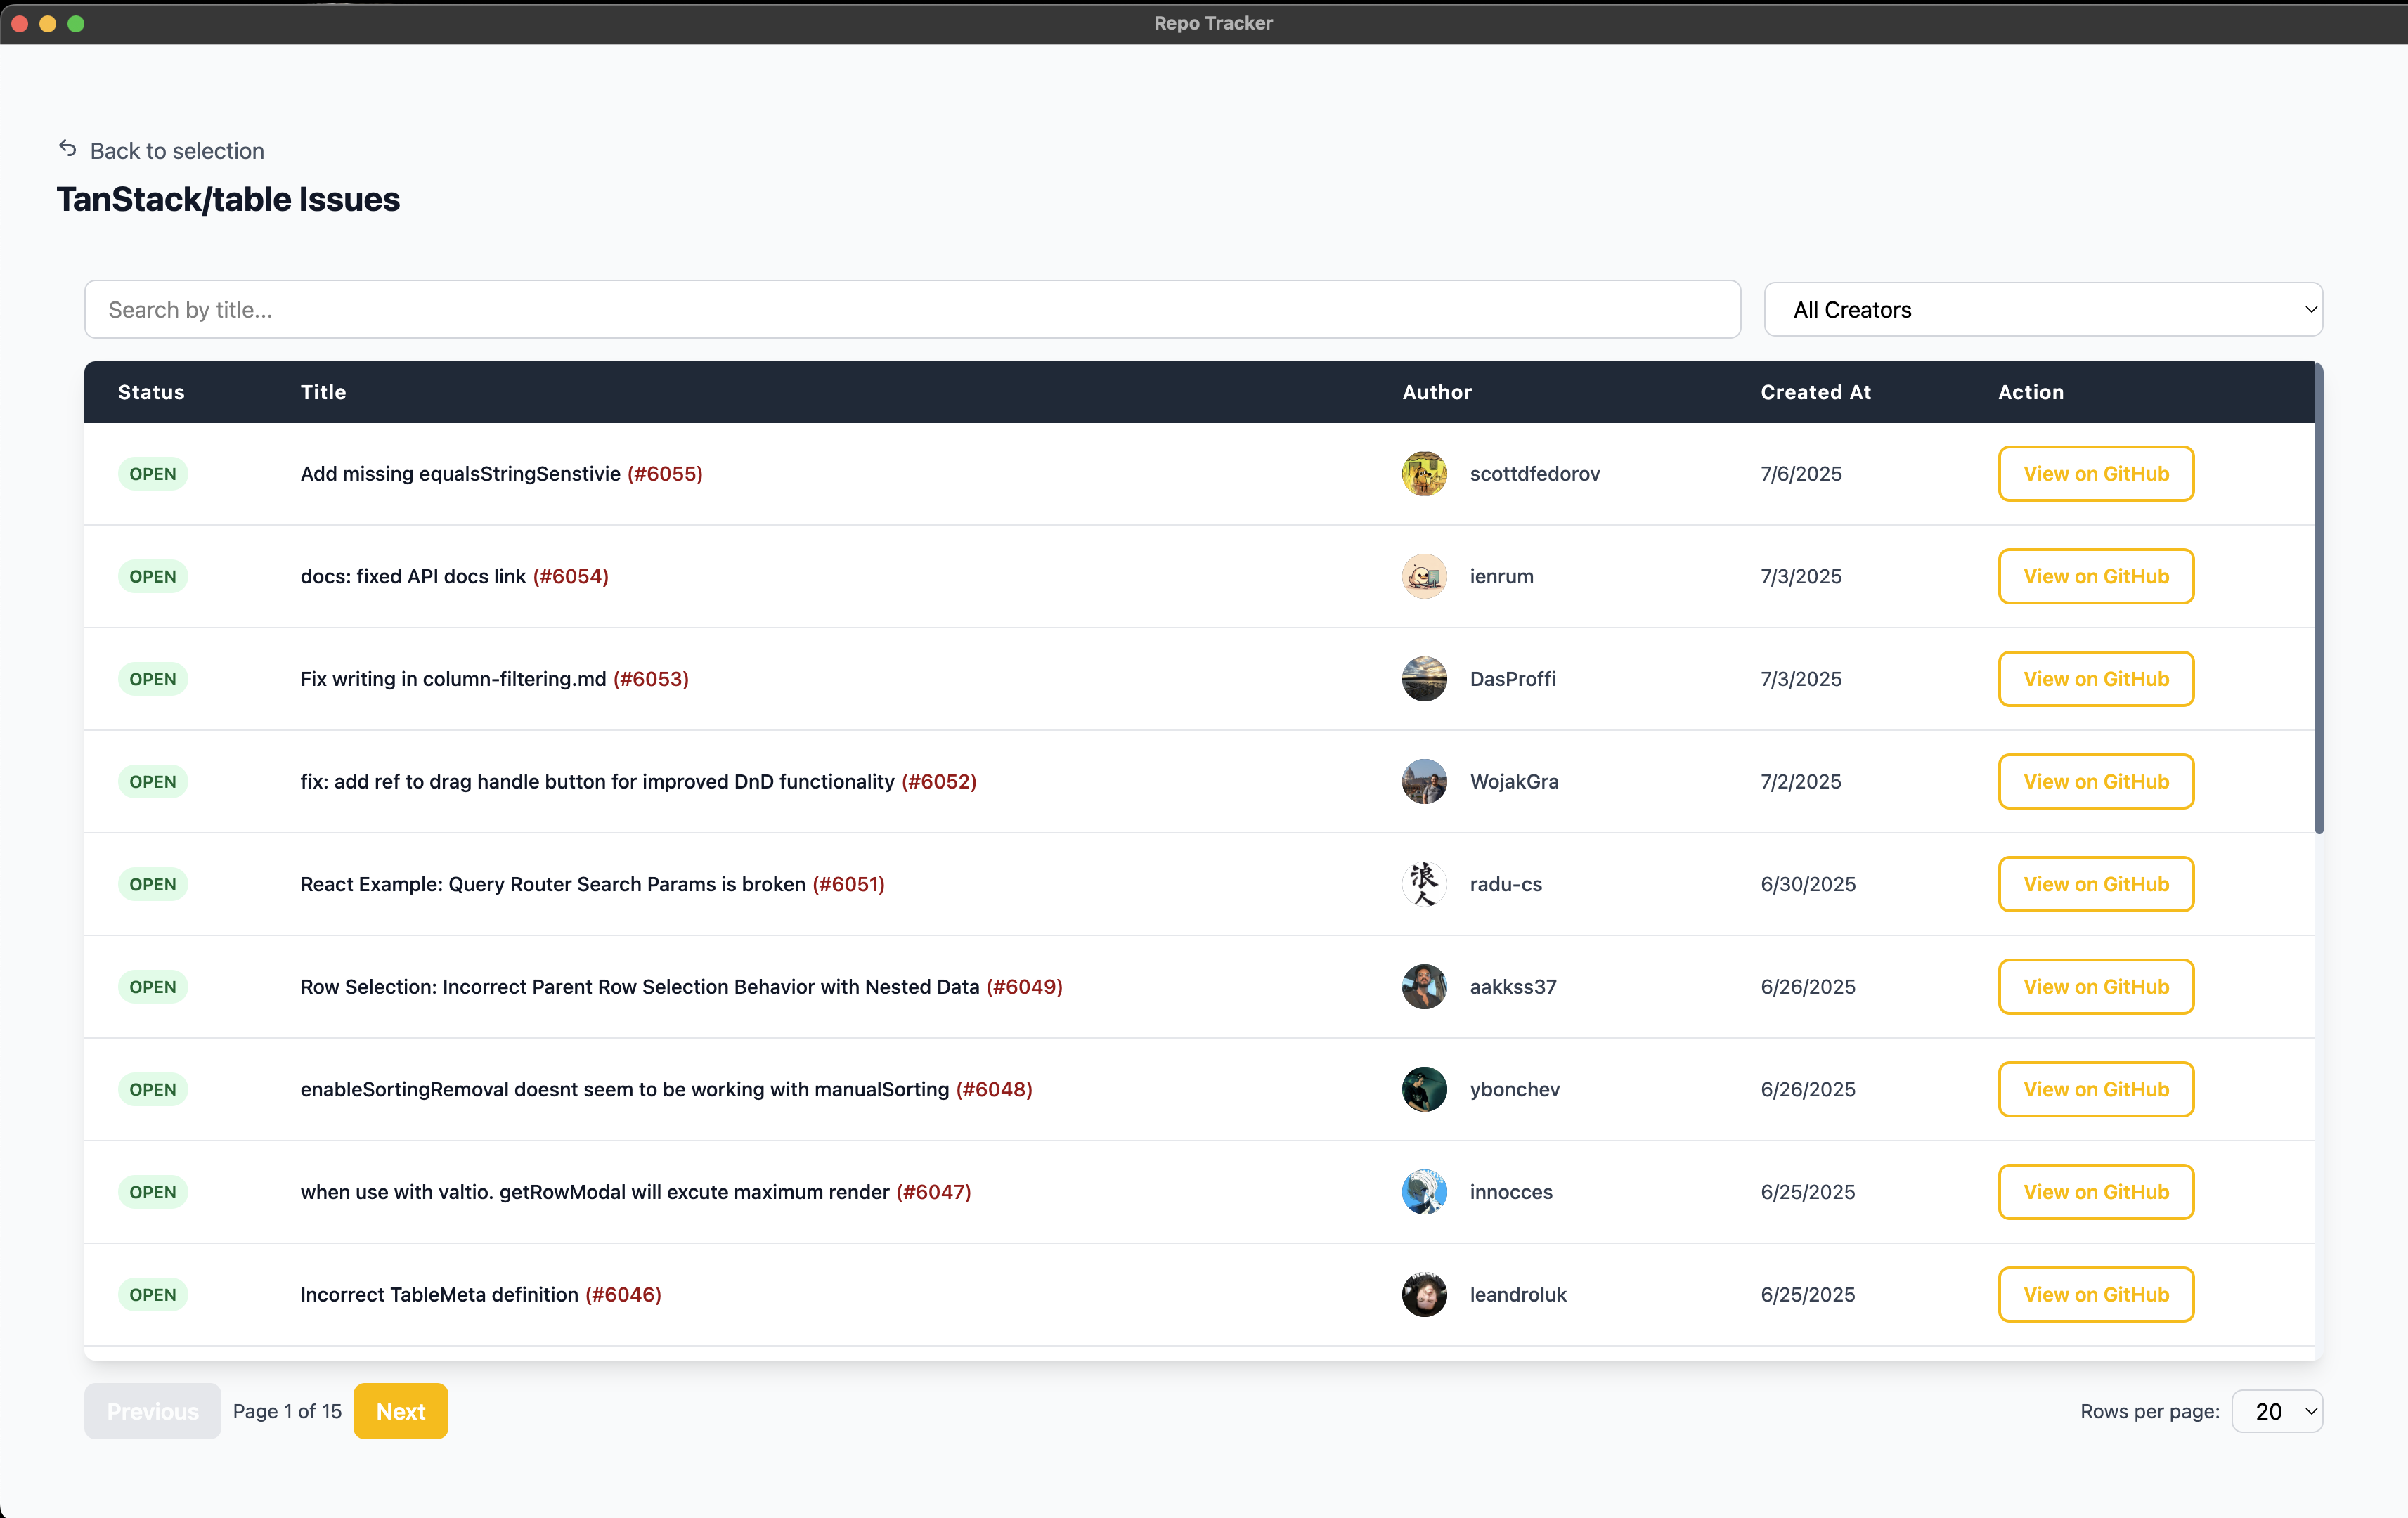 Repo Tracker
Back to selection
TanStack/table Issues
Search by title...
All Creators
Status Title Author Created At Action
OPEN Add missing equalsStringSenstivie (#6055) scottdfedorov 7/6/2025 View on GitHub
OPEN docs: fixed API docs link (#6054) ienrum 7/3/2025 View on GitHub
OPEN Fix writing in column-filtering.md (#6053) DasProffi 7/3/2025 View on GitHub
OPEN fix: add ref to drag handle button for improved DnD functionality (#6052) WojakGra 7/2/2025 View on GitHub
OPEN React Example: Query Router Search Params is broken (#6051) 浪人 radu-cs 6/30/2025 View on GitHub
OPEN Row Selection: Incorrect Parent Row Selection Behavior with Nested Data (#6049) aakkss37 6/26/2025 View on GitHub
OPEN enableSortingRemoval doesnt seem to be working with manualSorting (#6048) ybonchev 6/26/2025 View on GitHub
OPEN when use with valtio. getRowModal will excute maximum render (#6047) innocces 6/25/2025 View on GitHub
OPEN Incorrect TableMeta definition (#6046) leandroluk 6/25/2025 View on GitHub
Previous Page 1 of 15 Next Rows per page: 20